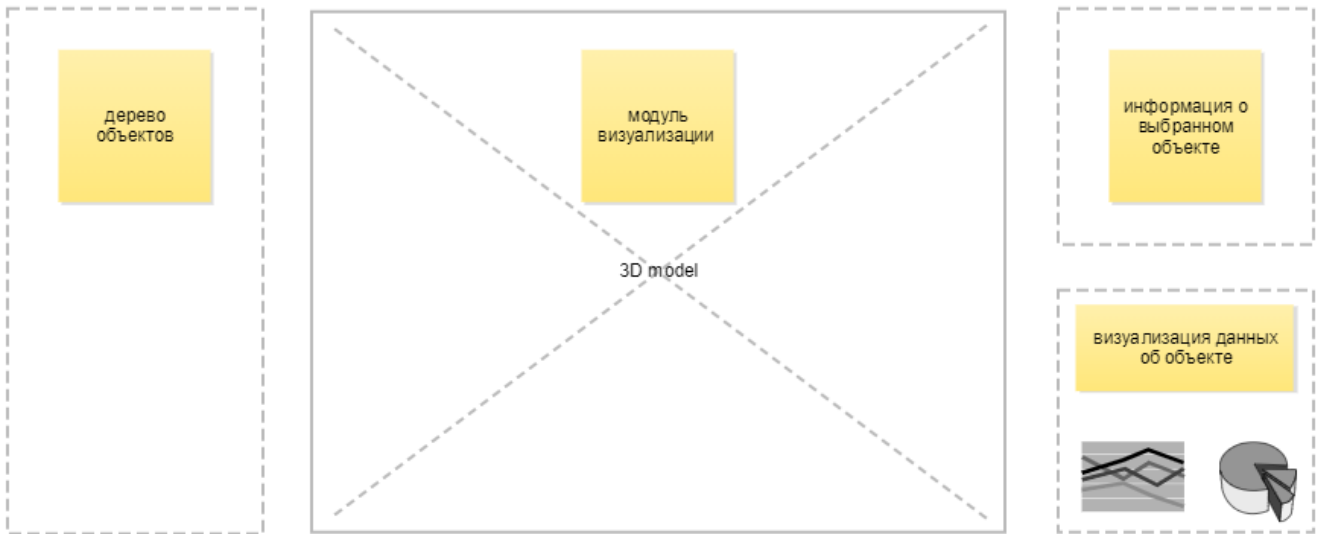 дерево
объектов
модуль
визуализации
3D model
информация о
выбранном
объекте
визуализация данных
об объекте